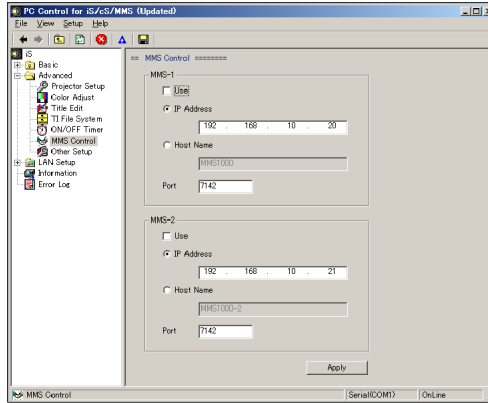 PC Control for iS/cS/MMS (Updated)
File View Setup Help
iS
Basic
Advanced
Projector Setup
Color Adjust
Title Edit
TI File System
ON/OFF Timer
MMS Control
Other Setup
LAN Setup
Information
Error Log
== MMS Control ========
MMS-1
Use
IP Address
192 . 168 . 10 . 20
Host Name
MMS1000
Port 7142
MMS-2
Use
IP Address
192 . 168 . 10 . 21
Host Name
MMS1000-2
Port 7142
Apply
MMS Control Serial(COM1) OnLine